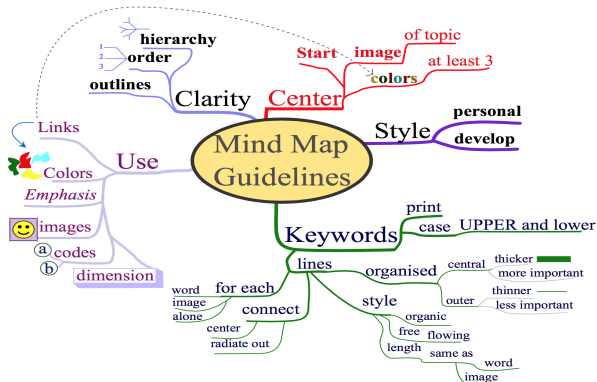 Mind Map
Guidelines
Center
Start
image
of topic
colors
at least 3
Style
personal
develop
Keywords
print
case
UPPER and lower
lines
organised
central
thicker
more important
outer
thinner
less important
style
organic
free
flowing
length
same as
word
image
connect
center
radiate out
for each
word
image
alone
Use
Links
Colors
Emphasis
images
codes
a
b
dimension
Clarity
hierarchy
order
1
2
3
outlines